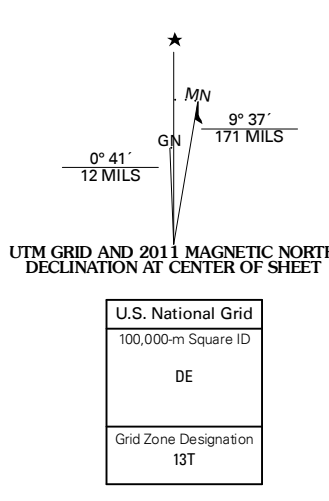 MN
GN
9° 37´
171 MILS
0° 41´
12 MILS
UTM GRID AND 2011 MAGNETIC NORTH
DECLINATION AT CENTER OF SHEET
U.S. National Grid
100,000-m Square ID
DE
Grid Zone Designation
13T